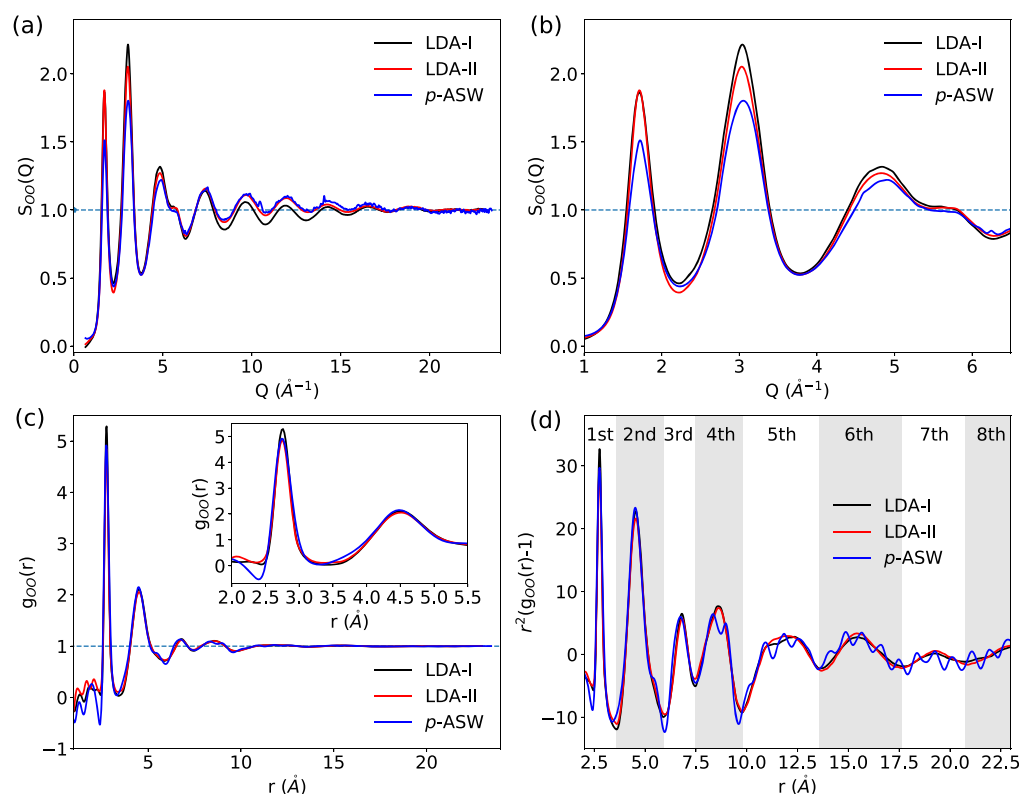 (a)
LDA-I
LDA-II
p-ASW
2.0
1.5
1.0
0.5
0.0
S_OO(Q)
0 5 10 15 20
Q (Å⁻¹)
(b)
LDA-I
LDA-II
p-ASW
2.0
1.5
1.0
0.5
0.0
S_OO(Q)
1 2 3 4 5 6
Q (Å⁻¹)
(c)
5
4
3
2
1
0
−1
g_OO(r)
5
4
3
2
1
0
g_OO(r)
2.0 2.5 3.0 3.5 4.0 4.5 5.0 5.5
r (Å)
LDA-I
LDA-II
p-ASW
5 10 15 20
r (Å)
(d)
1st 2nd 3rd 4th 5th 6th 7th 8th
LDA-I
LDA-II
p-ASW
30
20
10
0
−10
r²(g_OO(r)-1)
2.5 5.0 7.5 10.0 12.5 15.0 17.5 20.0 22.5
r (Å)